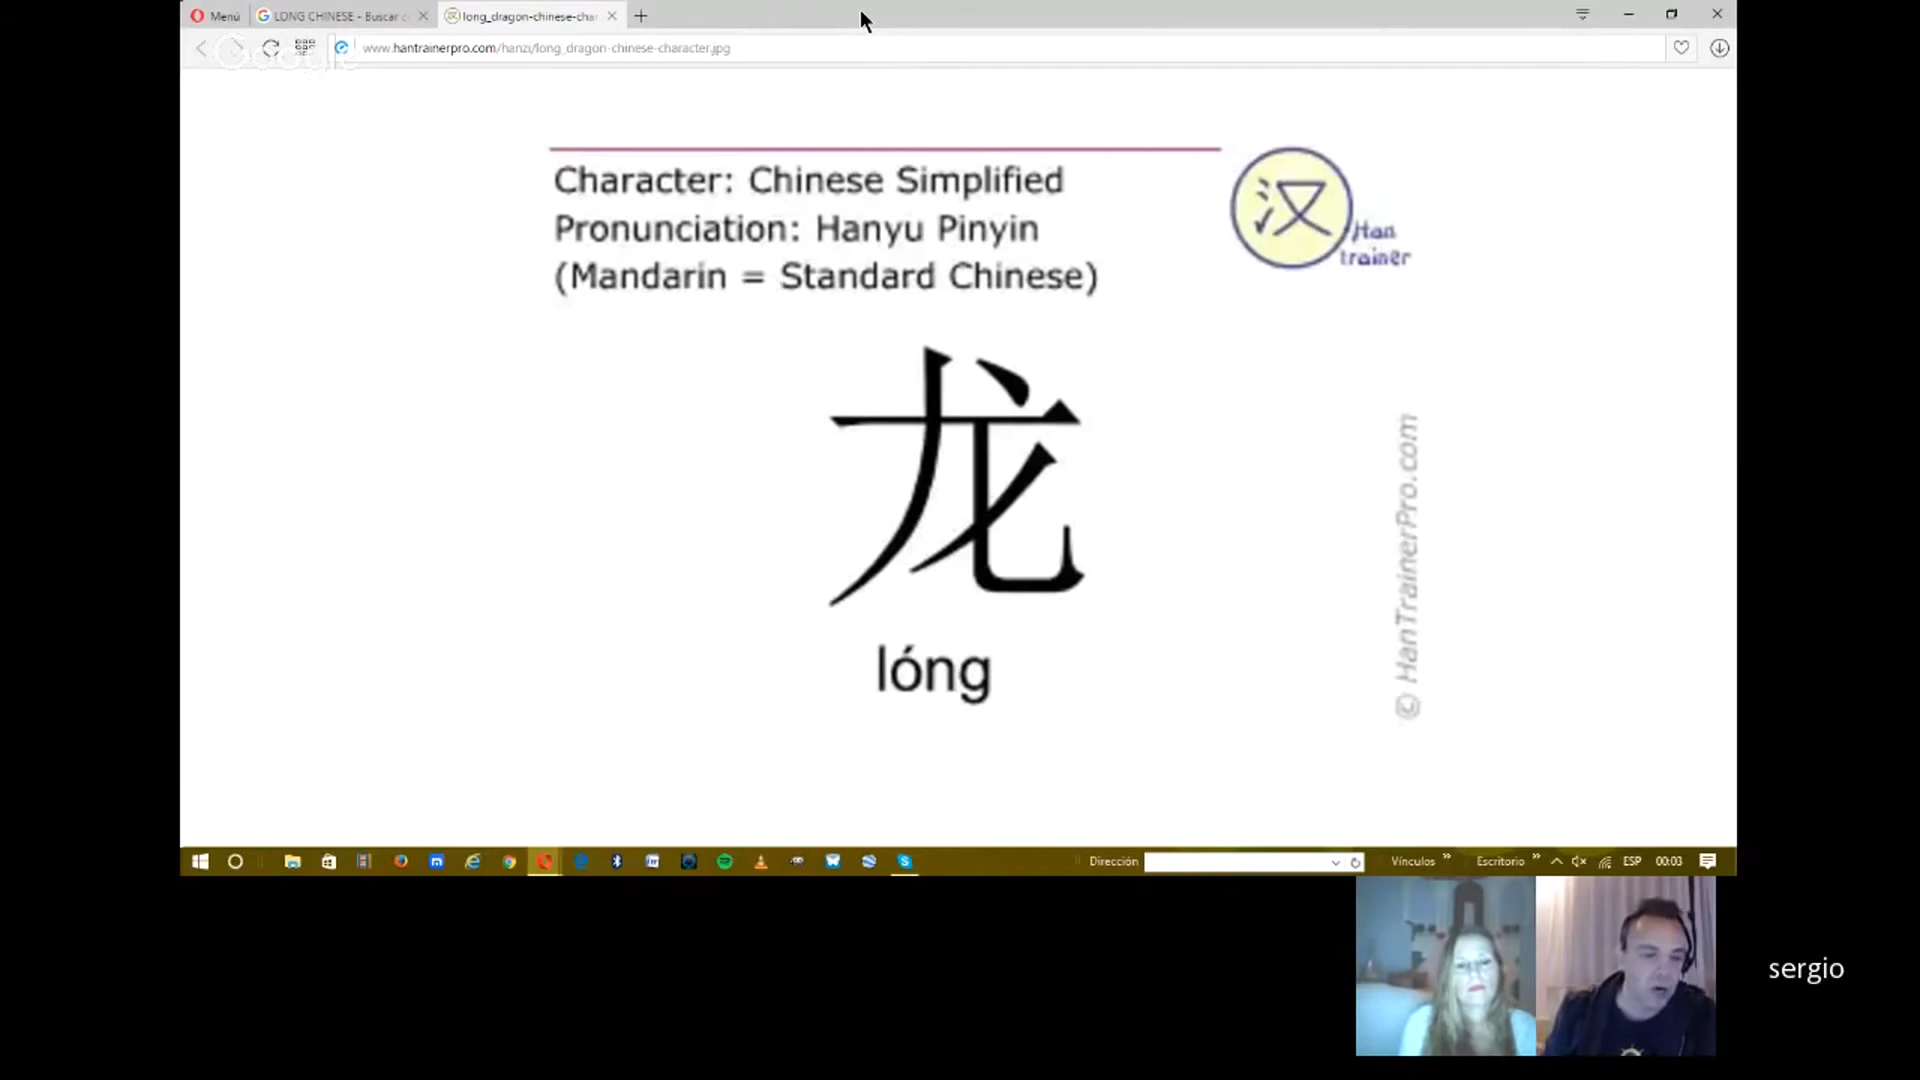 Menú
LONG CHINESE - Buscar c
long_dragon-chinese-char
www.hantrainerpro.com/hanzi/long_dragon-chinese-character.jpg
Google
Character: Chinese Simplified
Pronunciation: Hanyu Pinyin
(Mandarin = Standard Chinese)
汉
Han
trainer
龙
lóng
© HanTrainerPro.com
Dirección
Vínculos
Escritorio
ESP
00:03
sergio